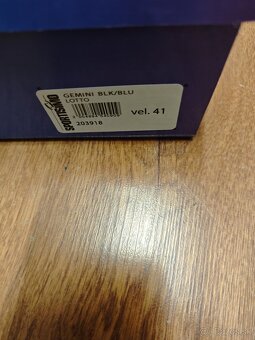 GEMINI BLK/BLU
LOTTO
vel. 41
203918
SPORTISIMO